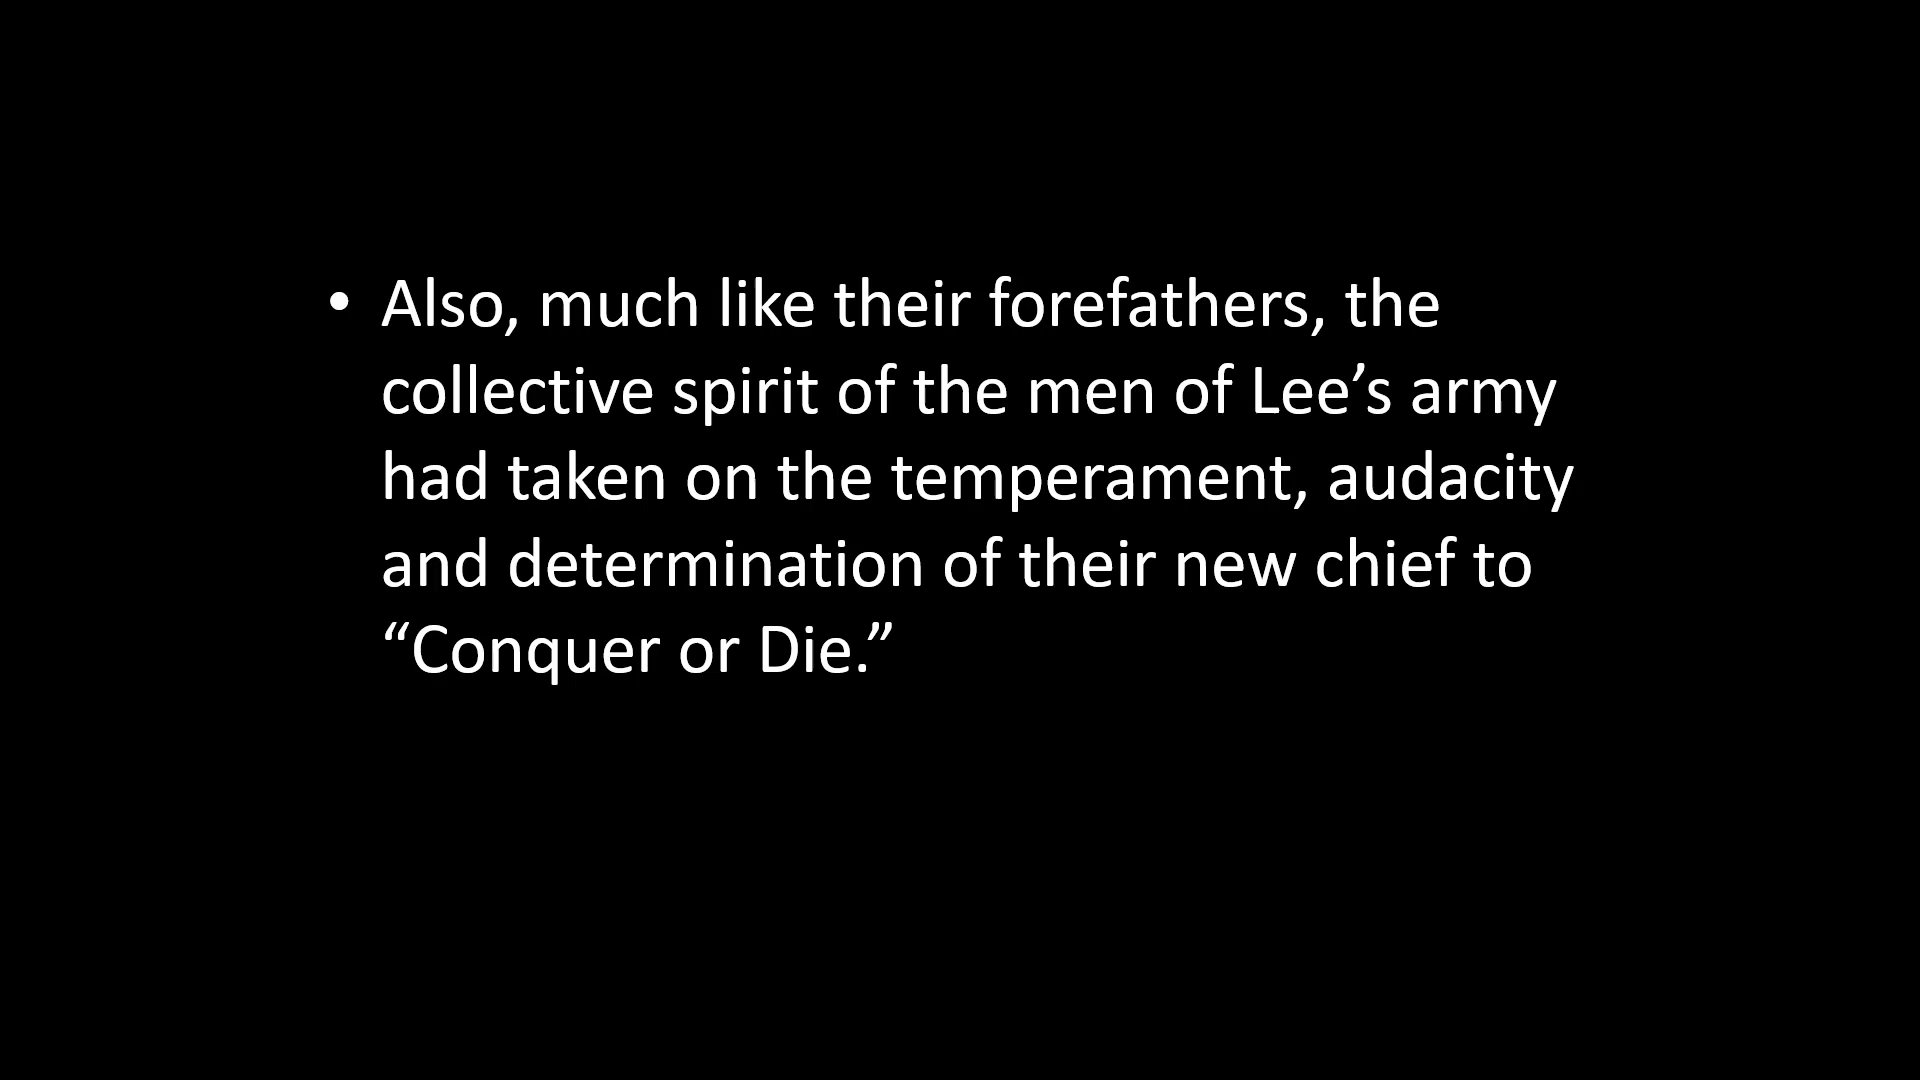 • Also, much like their forefathers, the
collective spirit of the men of Lee’s army
had taken on the temperament, audacity
and determination of their new chief to
“Conquer or Die.”